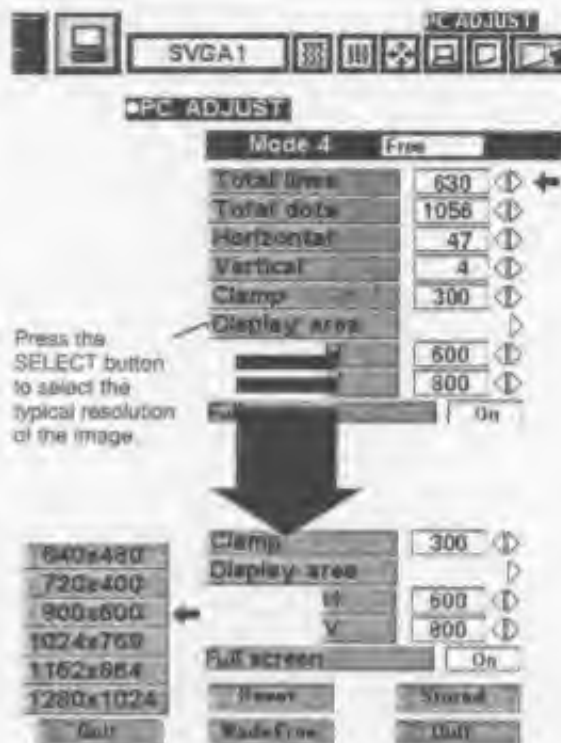 PC ADJUST
SVGA1
PC ADJUST
Mode 4 Free
Total lines 630
Total dots 1056
Horizontal 47
Vertical 4
Clamp 300
Display area
600
800
Full On
Press the
SELECT button
to select the
typical resolution
of the image.
Clamp 300
Display area
H 600
V 800
Full screen On
640x480
720x400
800x600
1024x768
1152x864
1280x1024
Quit
Reset Stored
Mode Free Quit